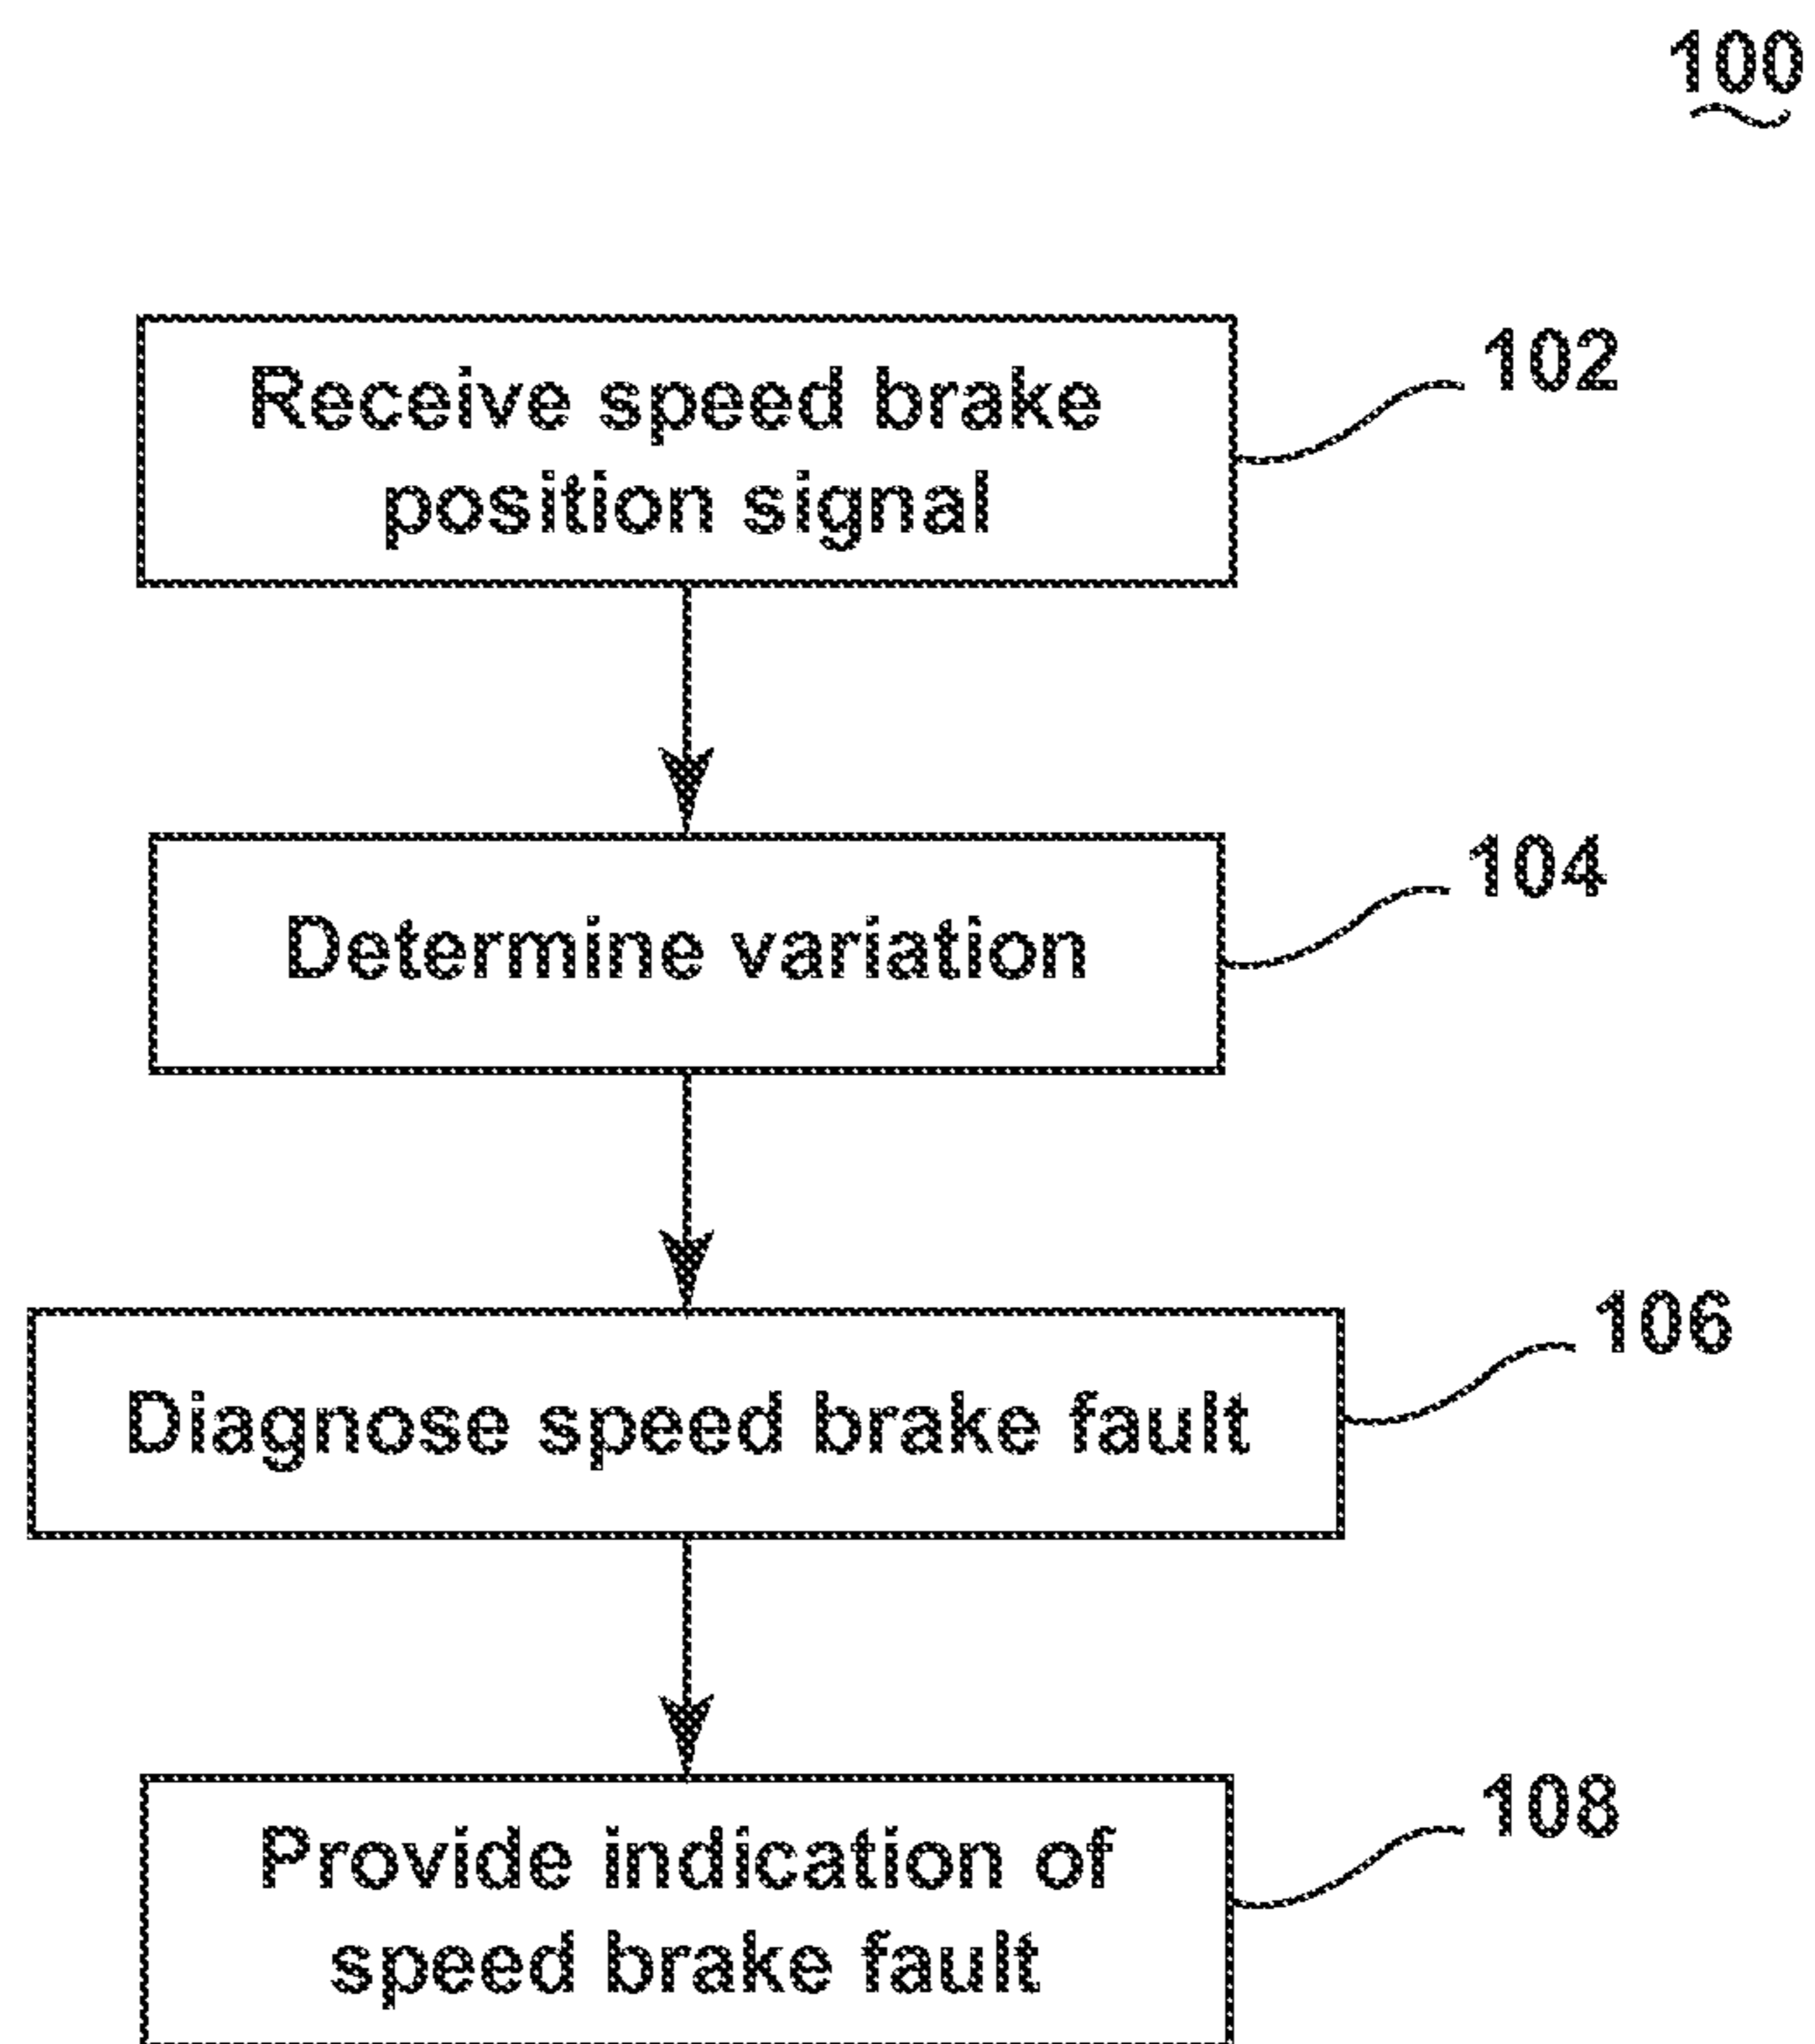 100
Receive speed brake
position signal
102
Determine variation
104
Diagnose speed brake fault
106
Provide indication of
speed brake fault
108